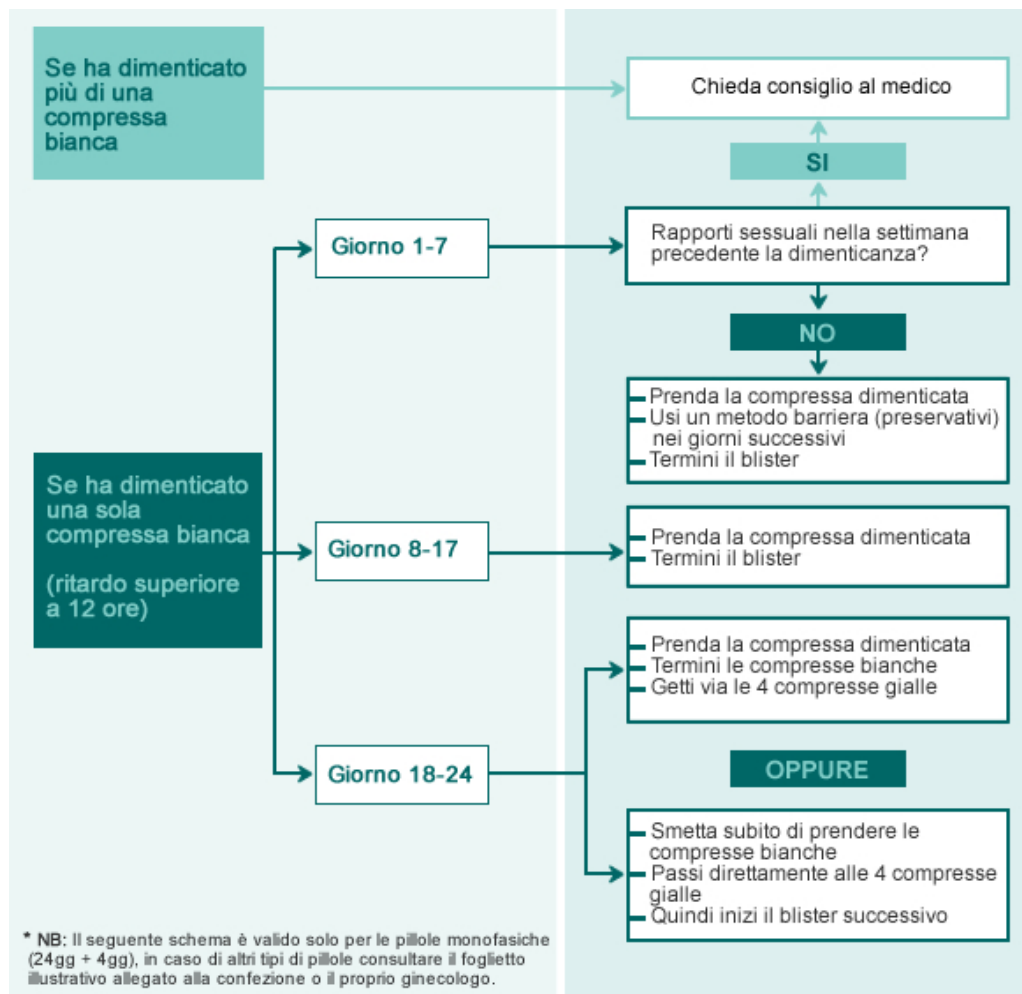 Se ha dimenticato
più di una
compressa
bianca
Chieda consiglio al medico
SI
Giorno 1-7
Rapporti sessuali nella settimana
precedente la dimenticanza?
NO
Prenda la compressa dimenticata
Usi un metodo barriera (preservativi)
nei giorni successivi
Termini il blister
Se ha dimenticato
una sola
compressa bianca
(ritardo superiore
a 12 ore)
Giorno 8-17
Prenda la compressa dimenticata
Termini il blister
Prenda la compressa dimenticata
Termini le compresse bianche
Getti via le 4 compresse gialle
Giorno 18-24
OPPURE
Smetta subito di prendere le
compresse bianche
Passi direttamente alle 4 compresse
gialle
Quindi inizi il blister successivo
* NB: Il seguente schema è valido solo per le pillole monofasiche
(24gg + 4gg), in caso di altri tipi di pillole consultare il foglietto
illustrativo allegato alla confezione o il proprio ginecologo.